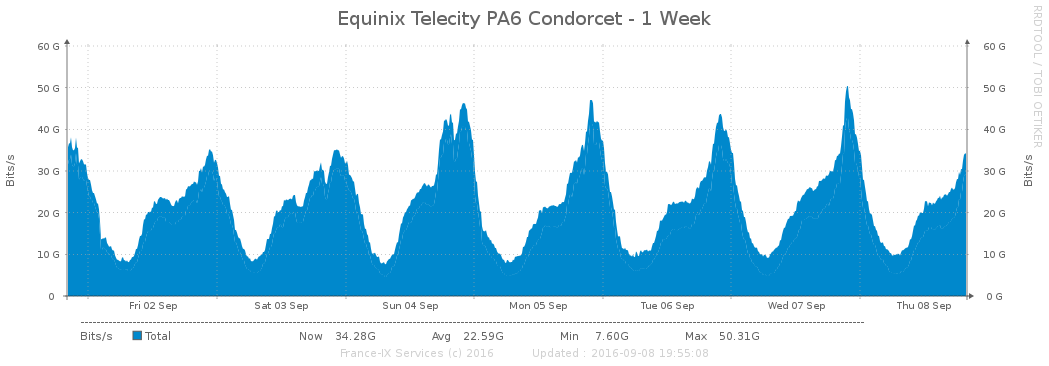 Equinix Telecity PA6 Condorcet - 1 Week
RRDTOOL / TOBI OETIKER
Bits/s
60 G 60 G
50 G 50 G
40 G 40 G
30 G 30 G
20 G 20 G
10 G 10 G
0 0 G
Bits/s
Fri 02 Sep Sat 03 Sep Sun 04 Sep Mon 05 Sep Tue 06 Sep Wed 07 Sep Thu 08 Sep
Bits/s Total Now 34.28G Avg 22.59G Min 7.60G Max 50.31G
France-IX Services (c) 2016 Updated : 2016-09-08 19:55:08